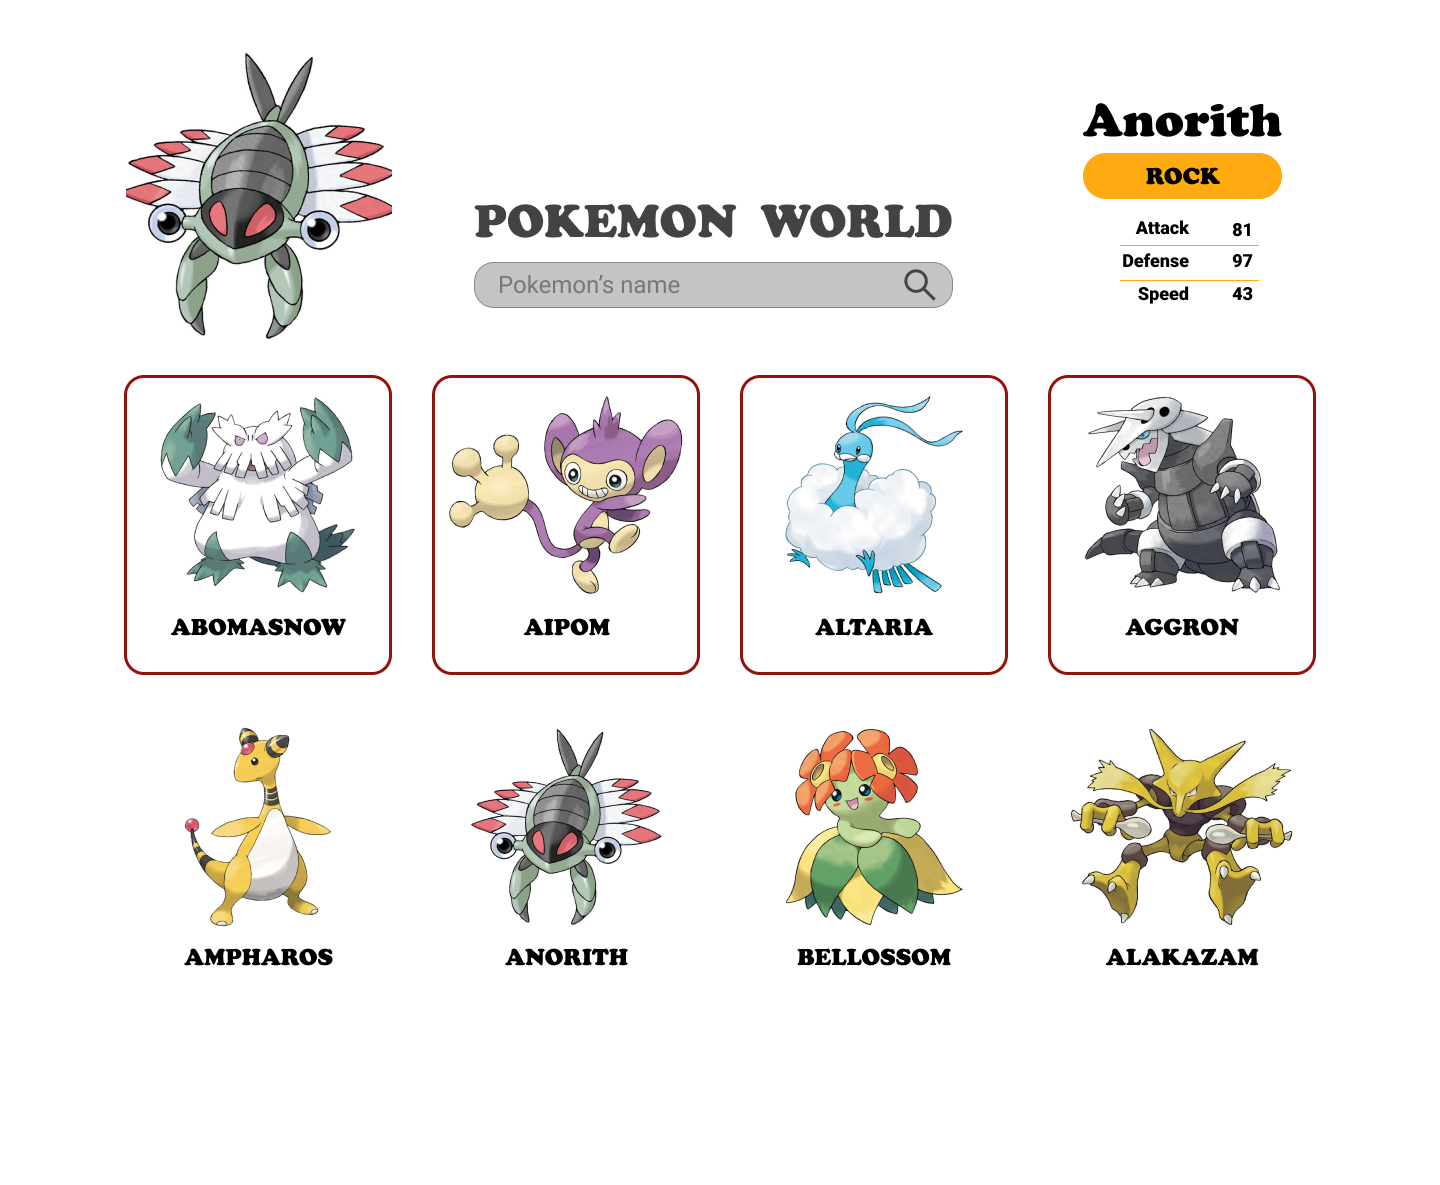 Anorith
ROCK
POKEMON WORLD
Pokemon’s name
Attack 81
Defense 97
Speed 43
ABOMASNOW
AIPOM
ALTARIA
AGGRON
AMPHAROS
ANORITH
BELLOSSOM
ALAKAZAM